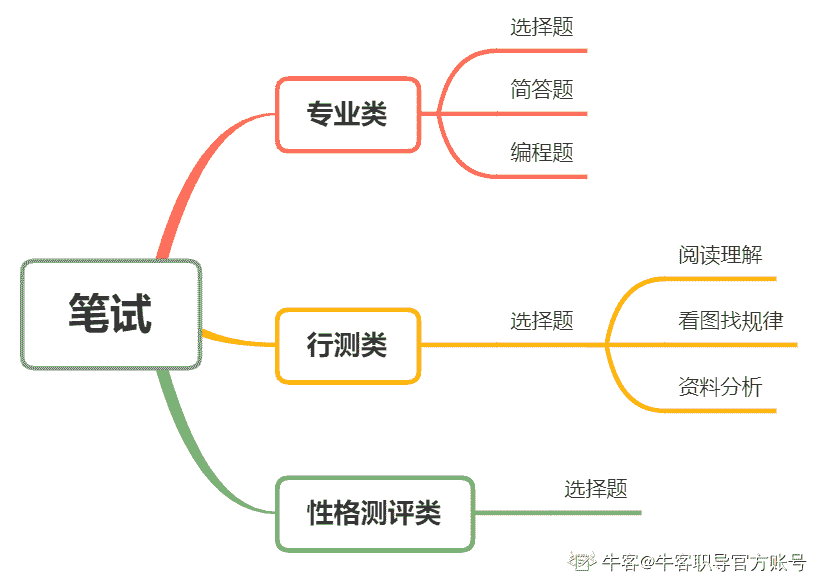 选择题
专业类
简答题
编程题
笔试
阅读理解
行测类
选择题
看图找规律
资料分析
性格测评类
选择题
牛客@牛客职导官方账号